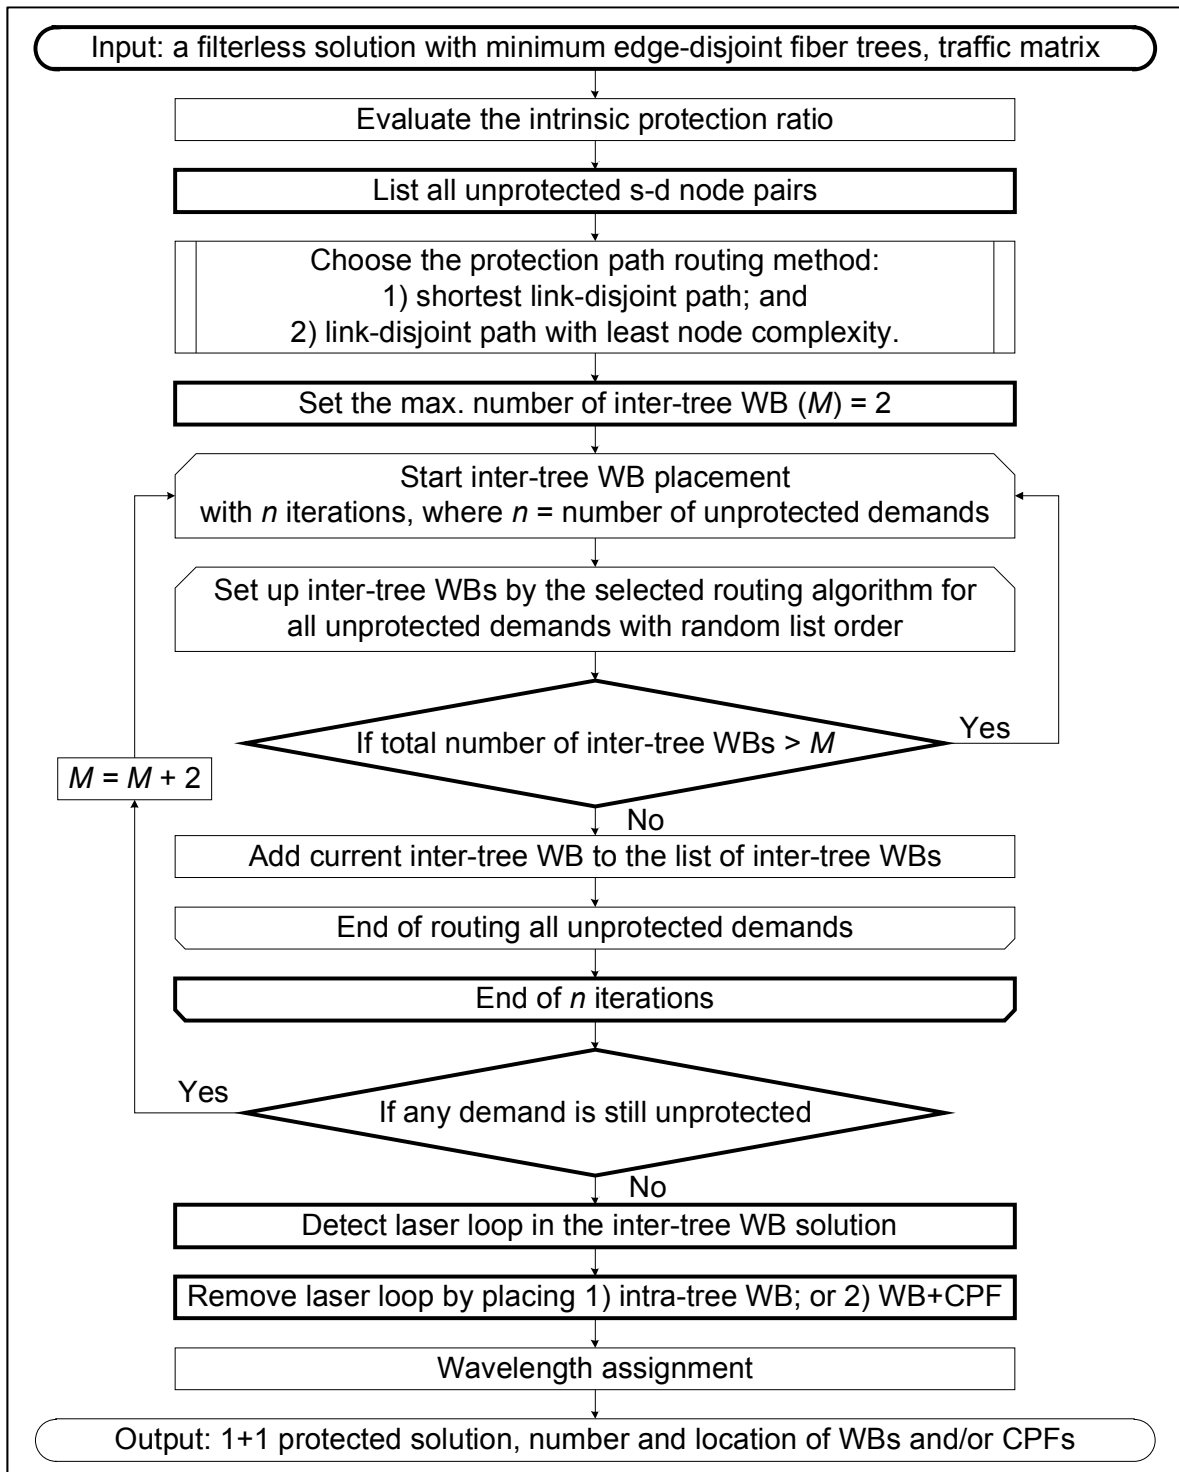 Input: a filterless solution with minimum edge-disjoint fiber trees, traffic matrix
Evaluate the intrinsic protection ratio
List all unprotected s-d node pairs
Choose the protection path routing method:
1) shortest link-disjoint path; and
2) link-disjoint path with least node complexity.
Set the max. number of inter-tree WB (M) = 2
Start inter-tree WB placement
with n iterations, where n = number of unprotected demands
Set up inter-tree WBs by the selected routing algorithm for
all unprotected demands with random list order
If total number of inter-tree WBs > M
Yes
M = M + 2
No
Add current inter-tree WB to the list of inter-tree WBs
End of routing all unprotected demands
End of n iterations
Yes
If any demand is still unprotected
No
Detect laser loop in the inter-tree WB solution
Remove laser loop by placing 1) intra-tree WB; or 2) WB+CPF
Wavelength assignment
Output: 1+1 protected solution, number and location of WBs and/or CPFs